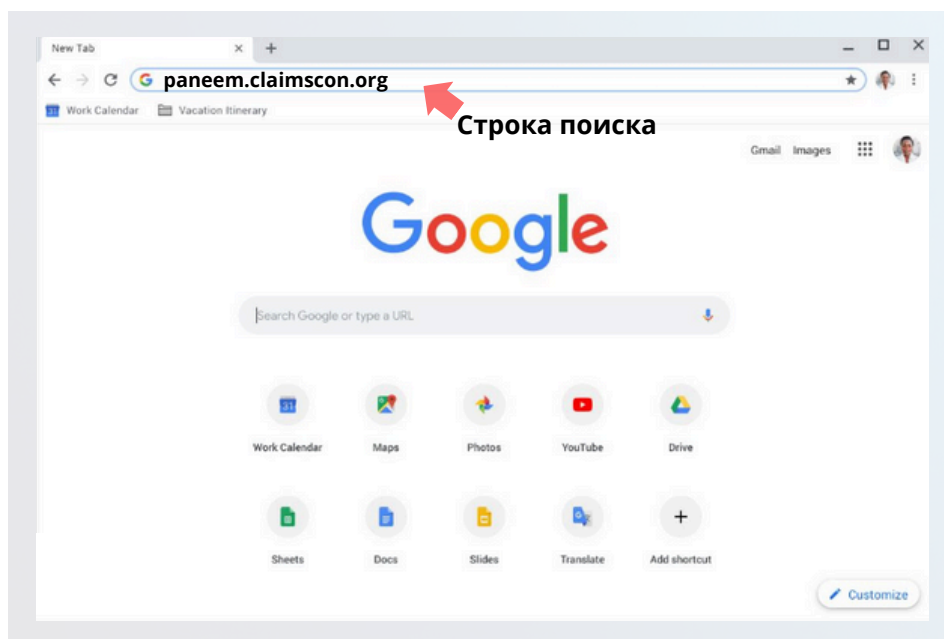 New Tab
paneem.claimscon.org
Work Calendar Vacation Itinerary
Строка поиска
Gmail Images
Google
Search Google or type a URL
31
Work Calendar Maps Photos YouTube Drive
Sheets Docs Slides Translate Add shortcut
Customize